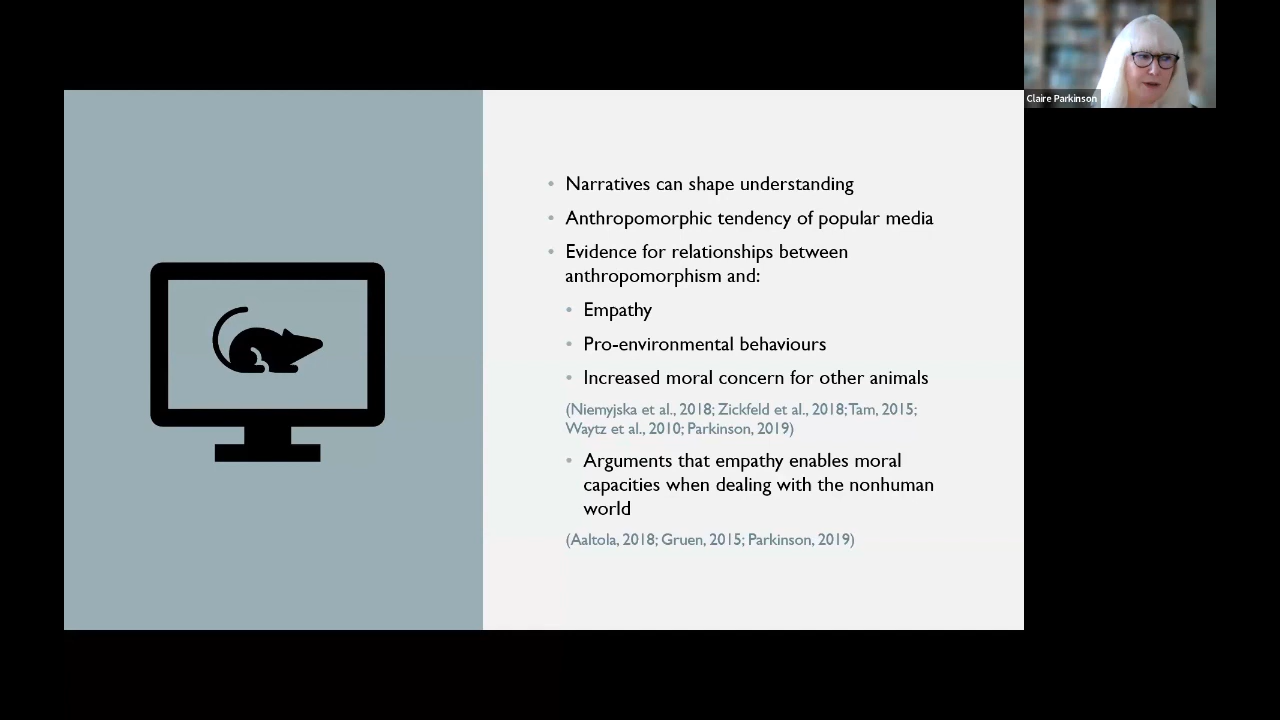 Claire Parkinson
• Narratives can shape understanding
• Anthropomorphic tendency of popular media
• Evidence for relationships between
anthropomorphism and:
• Empathy
• Pro-environmental behaviours
• Increased moral concern for other animals
(Niemyjska et al., 2018; Zickfeld et al., 2018; Tam, 2015;
Waytz et al., 2010; Parkinson, 2019)
• Arguments that empathy enables moral
capacities when dealing with the nonhuman
world
(Aaltola, 2018; Gruen, 2015; Parkinson, 2019)